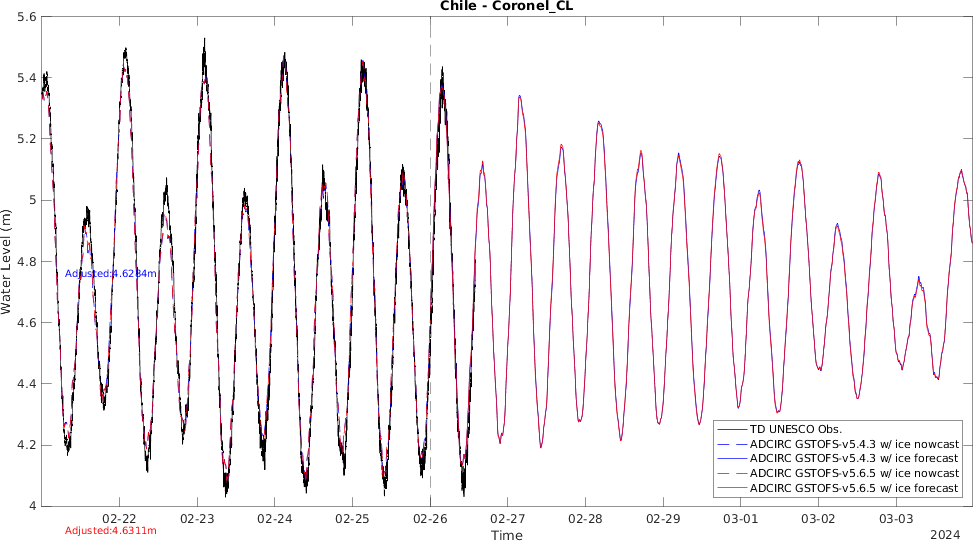 Chile - Coronel_CL
5.6
5.4
5.2
5
4.8
4.6
4.4
4.2
4
Water Level (m)
Adjusted:4.6284m
Adjusted:4.6311m
TD UNESCO Obs.
ADCIRC GSTOFS-v5.4.3 w/ ice nowcast
ADCIRC GSTOFS-v5.4.3 w/ ice forecast
ADCIRC GSTOFS-v5.6.5 w/ ice nowcast
ADCIRC GSTOFS-v5.6.5 w/ ice forecast
02-22 02-23 02-24 02-25 02-26 02-27 02-28 02-29 03-01 03-02 03-03
Time
2024